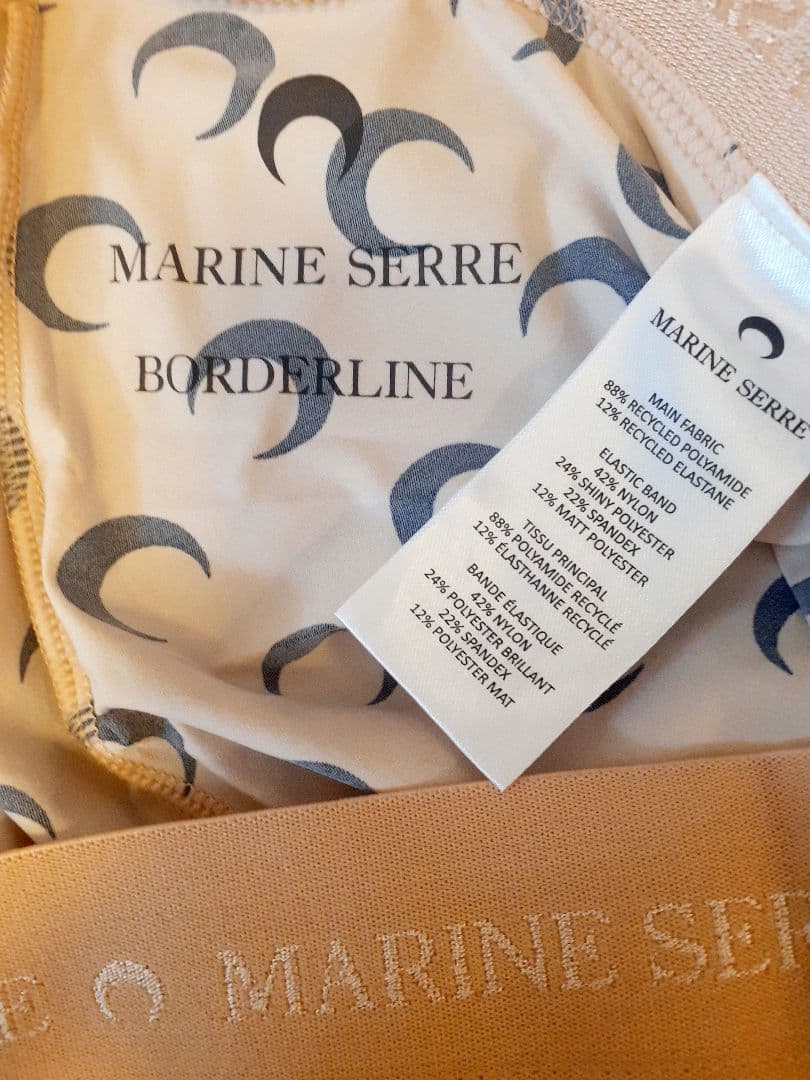 MARINE SERRE
BORDERLINE
MARINE SERRE
MAIN FABRIC
88% RECYCLED POLYAMIDE
12% RECYCLED ELASTANE
ELASTIC BAND
42% NYLON
24% SHINY POLYESTER
22% SPANDEX
12% MATT POLYESTER
TISSU PRINCIPAL
88% POLYAMIDE RECYCLÉ
12% ÉLASTHANNE RECYCLÉ
BANDE ÉLASTIQUE
42% NYLON
24% POLYESTER BRILLANT
22% SPANDEX
12% POLYESTER MAT
E MARINE SER